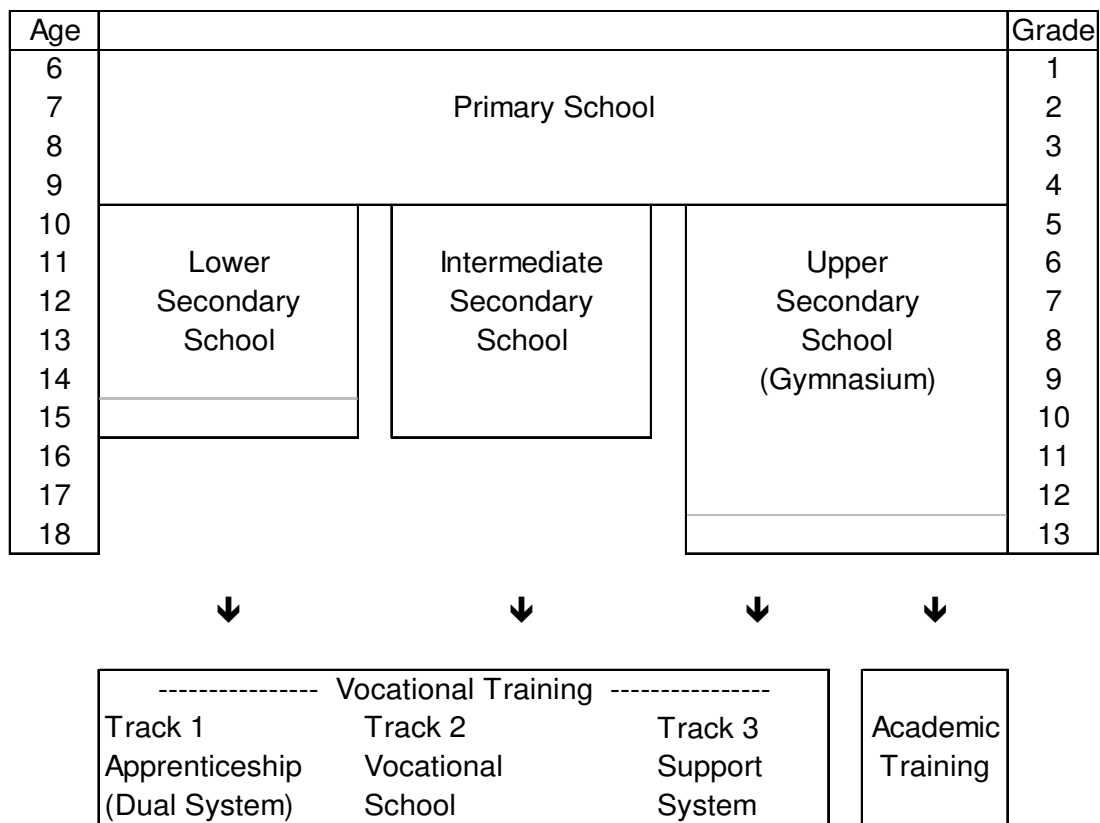 Age Grade
6 1
7 Primary School 2
8 3
9 4
10 5
11 Lower Intermediate Upper 6
12 Secondary Secondary Secondary 7
13 School School School 8
14 (Gymnasium) 9
15 10
16 11
17 12
18 13
---------------- Vocational Training ----------------
Track 1 Track 2 Track 3 Academic
Apprenticeship Vocational Support Training
(Dual System) School System